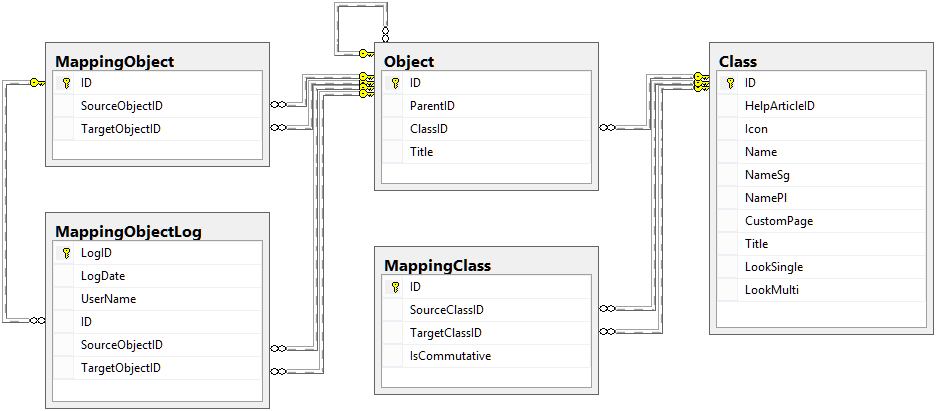 MappingObject
ID
SourceObjectID
TargetObjectID
Object
ID
ParentID
ClassID
Title
Class
ID
HelpArticleID
Icon
Name
NameSg
NamePl
CustomPage
Title
LookSingle
LookMulti
MappingObjectLog
LogID
LogDate
UserName
ID
SourceObjectID
TargetObjectID
MappingClass
ID
SourceClassID
TargetClassID
IsCommutative